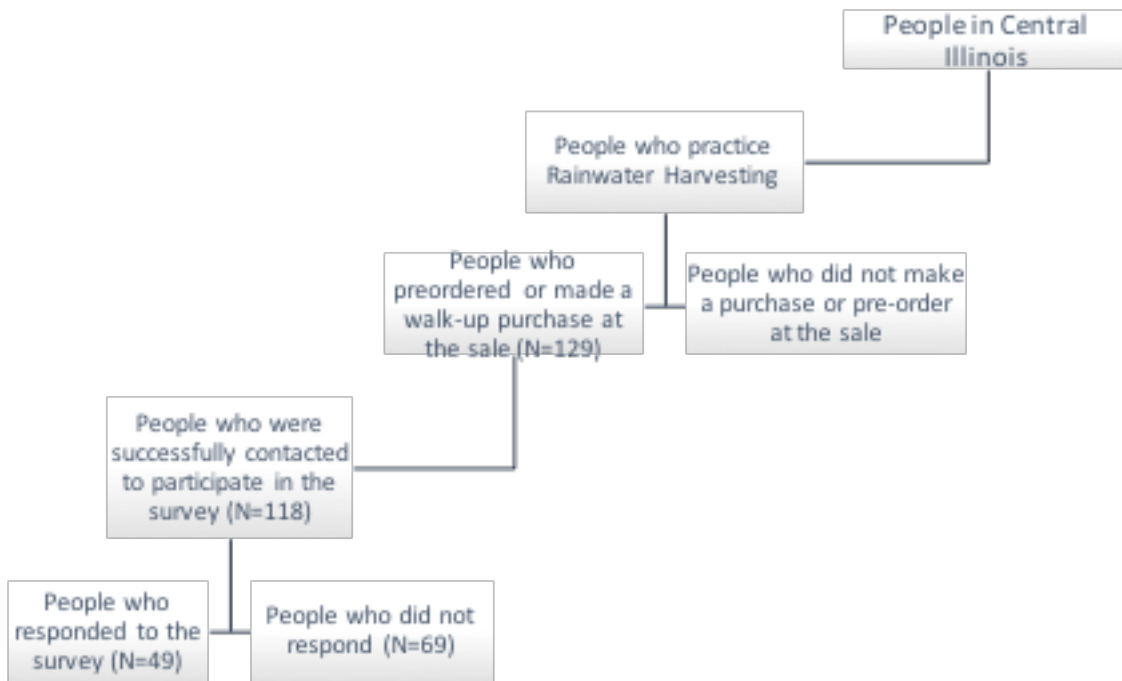 People in Central
Illinois
People who practice
Rainwater Harvesting
People who
preordered or made a
walk-up purchase at
the sale (N=129)
People who did not make
a purchase or pre-order
at the sale
People who were
successfully contacted
to participate in the
survey (N=118)
People who
responded to the
survey (N=49)
People who did not
respond (N=69)